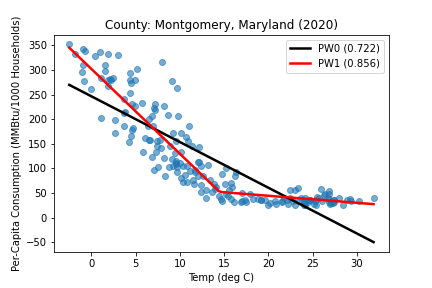 County: Montgomery, Maryland (2020)
PW0 (0.722)
PW1 (0.856)
Per-Capita Consumption (MMBtu/1000 Households)
350
300
250
200
150
100
50
0
−50
0 5 10 15 20 25 30
Temp (deg C)